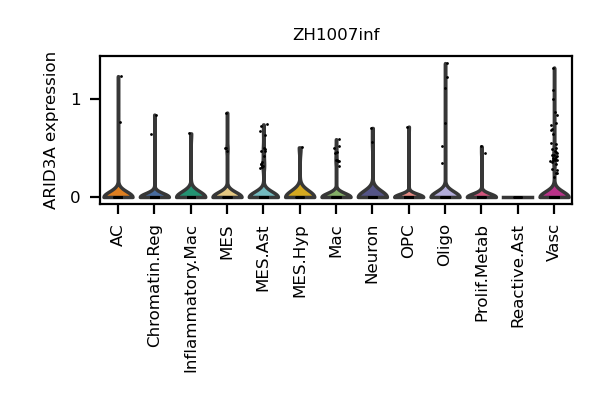 ZH1007inf
ARID3A expression
1
0
AC
Chromatin.Reg
Inflammatory.Mac
MES
MES.Ast
MES.Hyp
Mac
Neuron
OPC
Oligo
Prolif.Metab
Reactive.Ast
Vasc